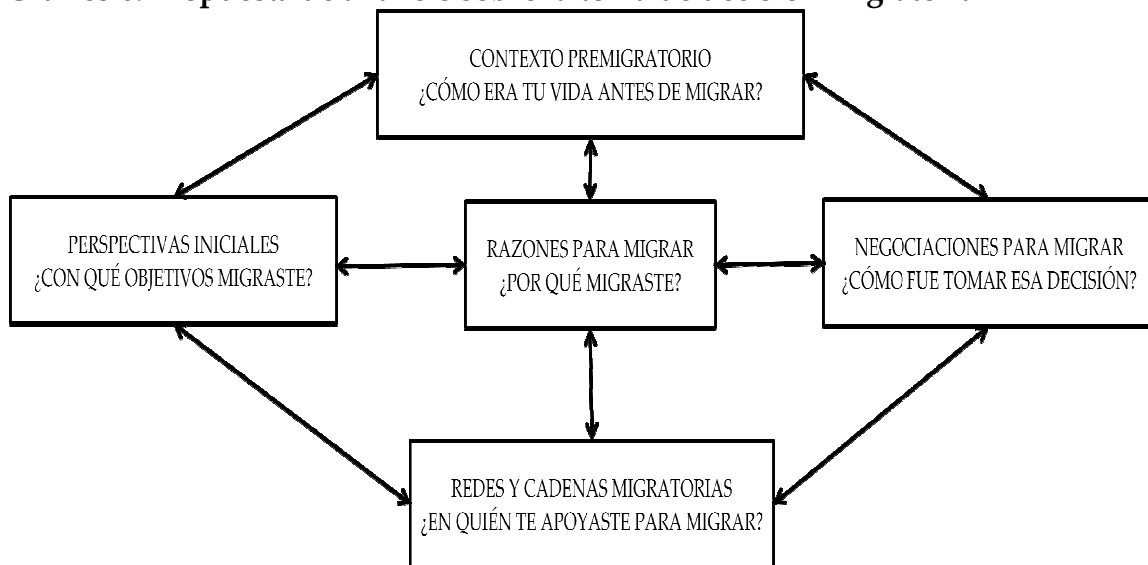 CONTEXTO PREMIGRATORIO
¿CÓMO ERA TU VIDA ANTES DE MIGRAR?
PERSPECTIVAS INICIALES
¿CON QUÉ OBJETIVOS MIGRASTE?
RAZONES PARA MIGRAR
¿POR QUÉ MIGRASTE?
NEGOCIACIONES PARA MIGRAR
¿CÓMO FUE TOMAR ESA DECISIÓN?
REDES Y CADENAS MIGRATORIAS
¿EN QUIÉN TE APOYASTE PARA MIGRAR?